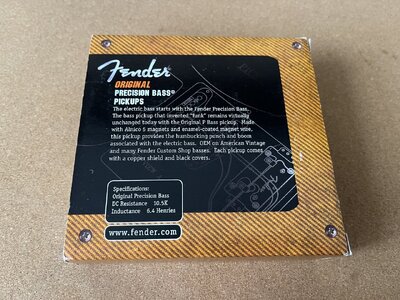 Fender
ORIGINAL
PRECISION BASS®
PICKUPS
The electric bass starts with the Fender Precision Bass.
The bass pickup that invented "funk" remains virtually
unchanged today with the Original P Bass pickup. Made
with Alnico 5 magnets and enamel-coated magnet wire,
this pickup provides the humbucking punch and boom
associated with the electric bass. OEM on American Vintage
and many Fender Custom Shop basses. Each pickup comes
with a copper shield and black covers.
Specifications:
Original Precision Bass
DC Resistance 10.5K
Inductance 6.4 Henries
www.fender.com